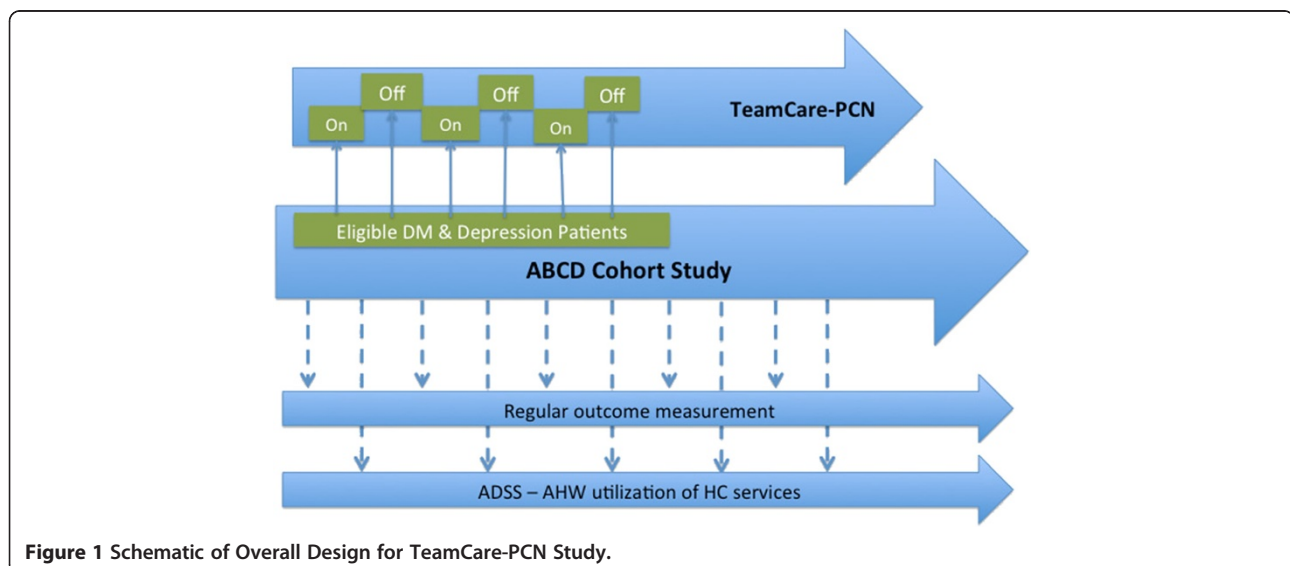 Off Off Off
On On On
TeamCare-PCN
Eligible DM & Depression Patients
ABCD Cohort Study
Regular outcome measurement
ADSS – AHW utilization of HC services
Figure 1 Schematic of Overall Design for TeamCare-PCN Study.